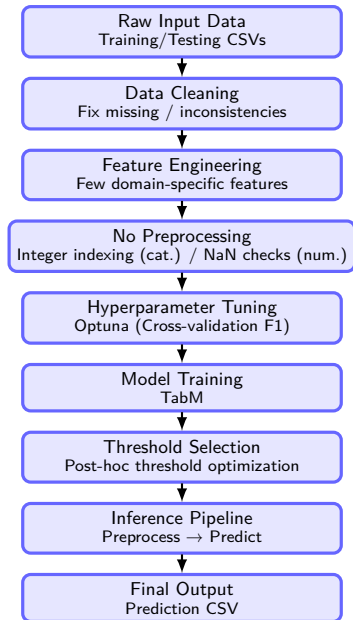 Raw Input Data
Training/Testing CSVs
Data Cleaning
Fix missing / inconsistencies
Feature Engineering
Few domain-specific features
No Preprocessing
Integer indexing (cat.) / NaN checks (num.)
Hyperparameter Tuning
Optuna (Cross-validation F1)
Model Training
TabM
Threshold Selection
Post-hoc threshold optimization
Inference Pipeline
Preprocess → Predict
Final Output
Prediction CSV